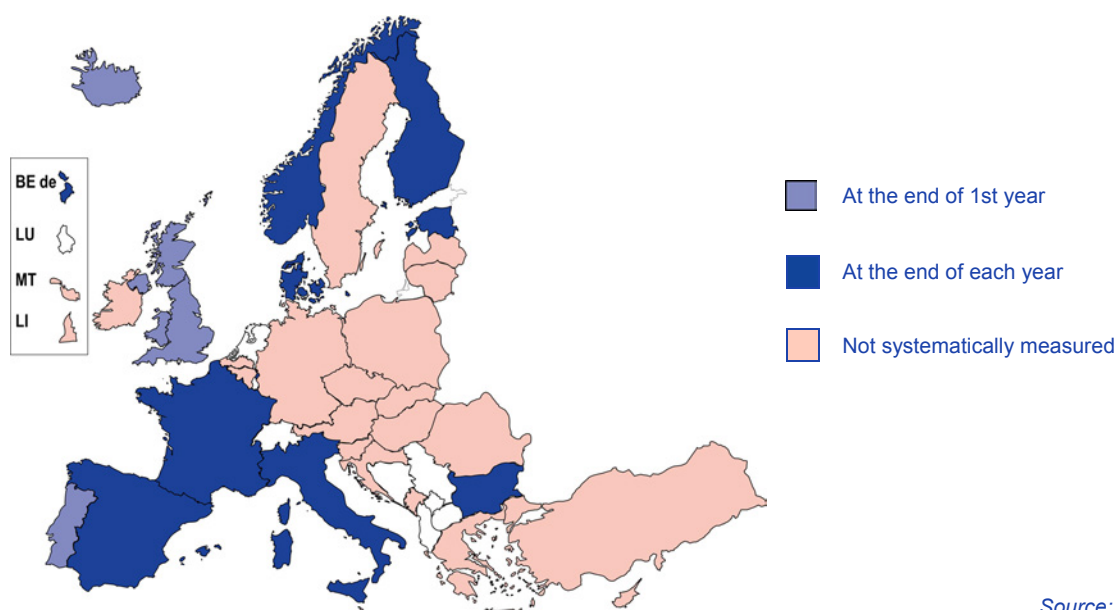 BE de
LU
MT
LI
At the end of 1st year
At the end of each year
Not systematically measured
Source: